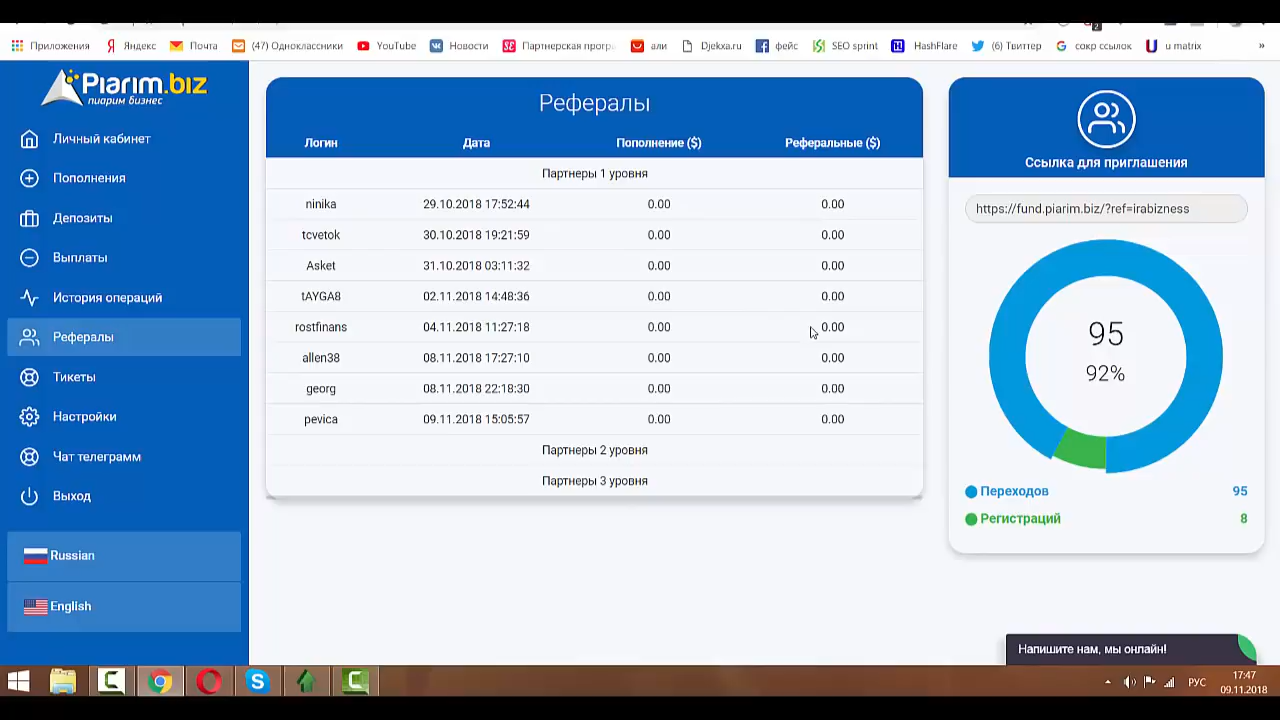 Приложения
Яндекс
Почта
(47) Одноклассники
YouTube
Новости
Партнерская прогр
али
Djekxa.ru
фейс
SEO sprint
HashFlare
(6) Твиттер
сокр ссылок
u matrix
»
Piarim.biz
пиарим бизнес
Личный кабинет
Пополнения
Депозиты
Выплаты
История операций
Рефералы
Тикеты
Настройки
Чат телеграмм
Выход
Russian
English
Рефералы
Логин Дата Пополнение ($) Реферальные ($)
Партнеры 1 уровня
ninika 29.10.2018 17:52:44 0.00 0.00
tcvetok 30.10.2018 19:21:59 0.00 0.00
Asket 31.10.2018 03:11:32 0.00 0.00
tAYGA8 02.11.2018 14:48:36 0.00 0.00
rostfinans 04.11.2018 11:27:18 0.00 0.00
allen38 08.11.2018 17:27:10 0.00 0.00
georg 08.11.2018 22:18:30 0.00 0.00
pevica 09.11.2018 15:05:57 0.00 0.00
Партнеры 2 уровня
Партнеры 3 уровня
Ссылка для приглашения
https://fund.piarim.biz/?ref=irabizness
95
92%
Переходов 95
Регистраций 8
Напишите нам, мы онлайн!
РУС
17:47
09.11.2018